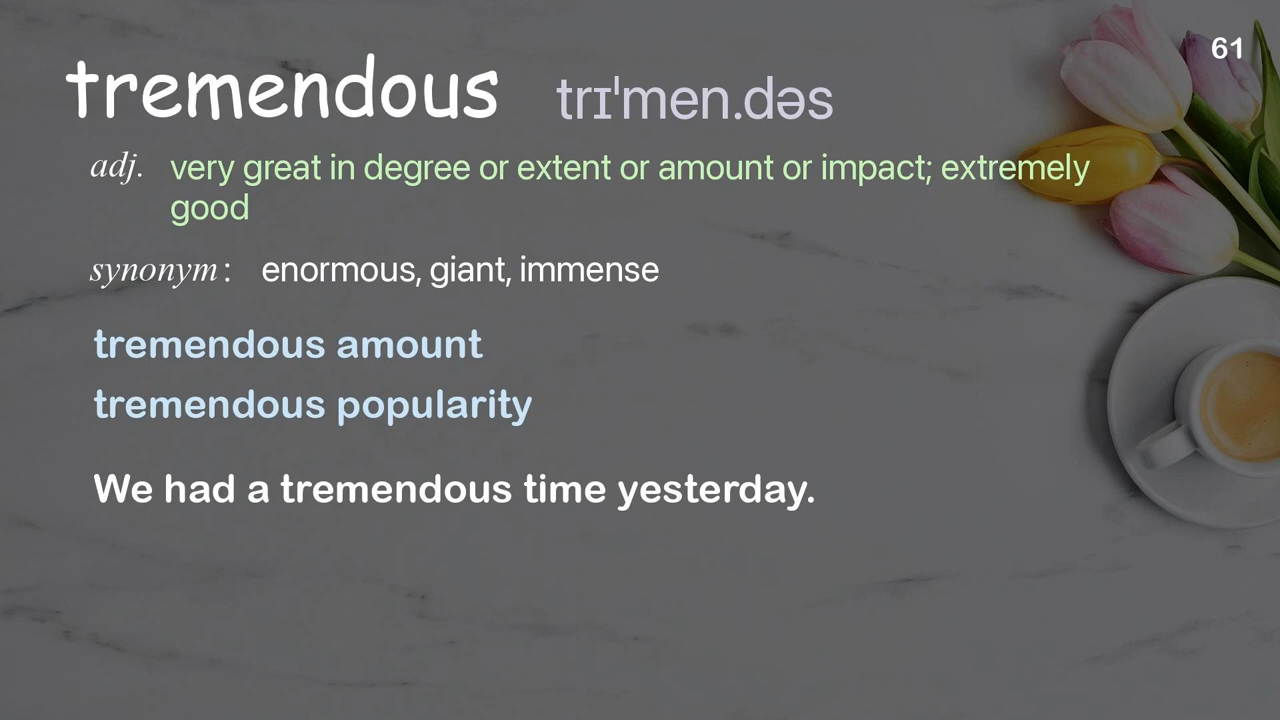 61
tremendous trɪˈmen.dəs
adj. very great in degree or extent or amount or impact; extremely
good
synonym: enormous, giant, immense
tremendous amount
tremendous popularity
We had a tremendous time yesterday.